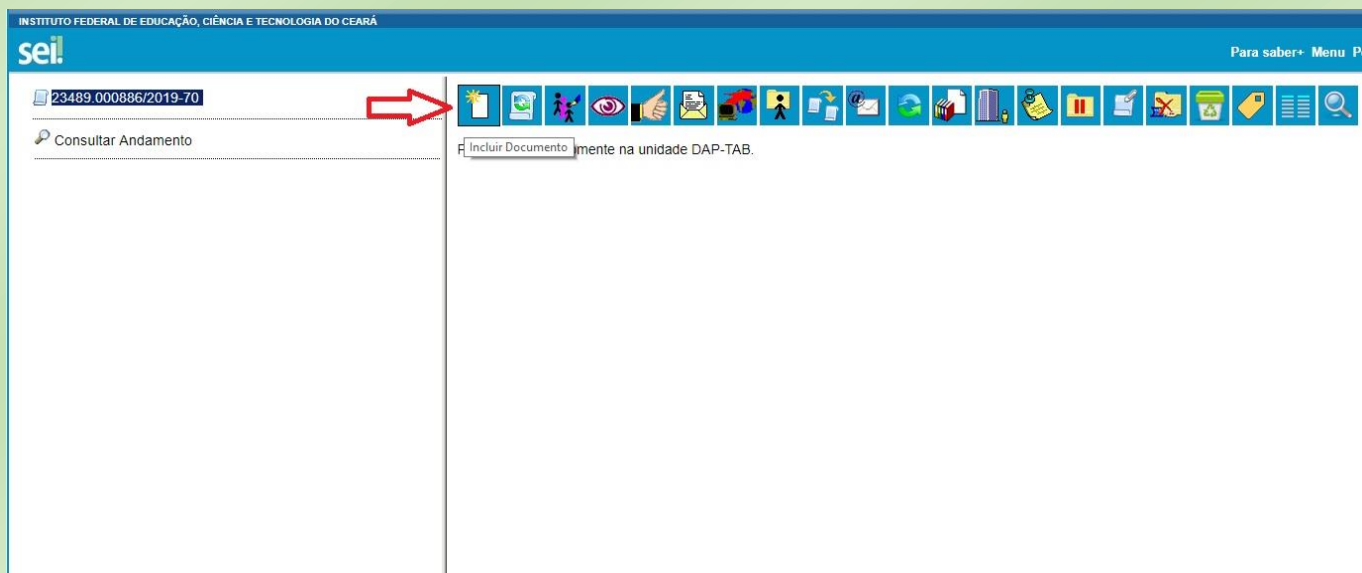 INSTITUTO FEDERAL DE EDUCAÇÃO, CIÊNCIA E TECNOLOGIA DO CEARÁ
sei!
Para saber+ Menu
23489.000886/2019-70
Consultar Andamento
Incluir Documento
mente na unidade DAP-TAB.